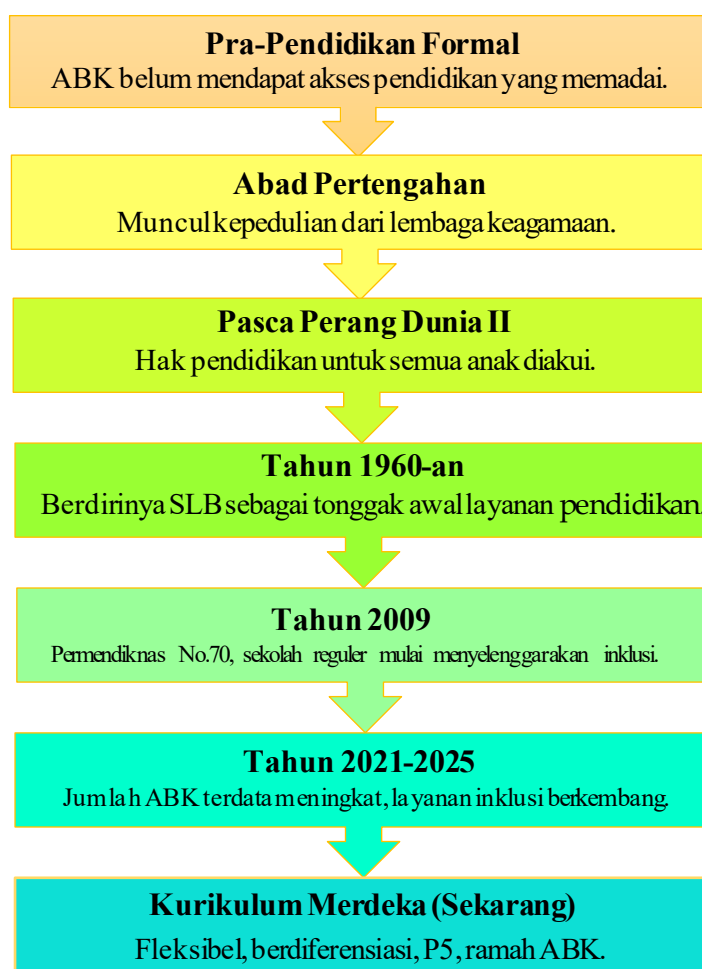 Pra-Pendidikan Formal
ABK belum mendapat akses pendidikan yang memadai.
Abad Pertengahan
Muncul kepedulian dari lembaga keagamaan.
Pasca Perang Dunia II
Hak pendidikan untuk semua anak diakui.
Tahun 1960-an
Berdirinya SLB sebagai tonggak awal layanan pendidikan.
Tahun 2009
Permendiknas No.70, sekolah reguler mulai menyelenggarakan inklusi.
Tahun 2021-2025
Jumlah ABK terdata meningkat, layanan inklusi berkembang.
Kurikulum Merdeka (Sekarang)
Fleksibel, berdiferensiasi, P5, ramah ABK.